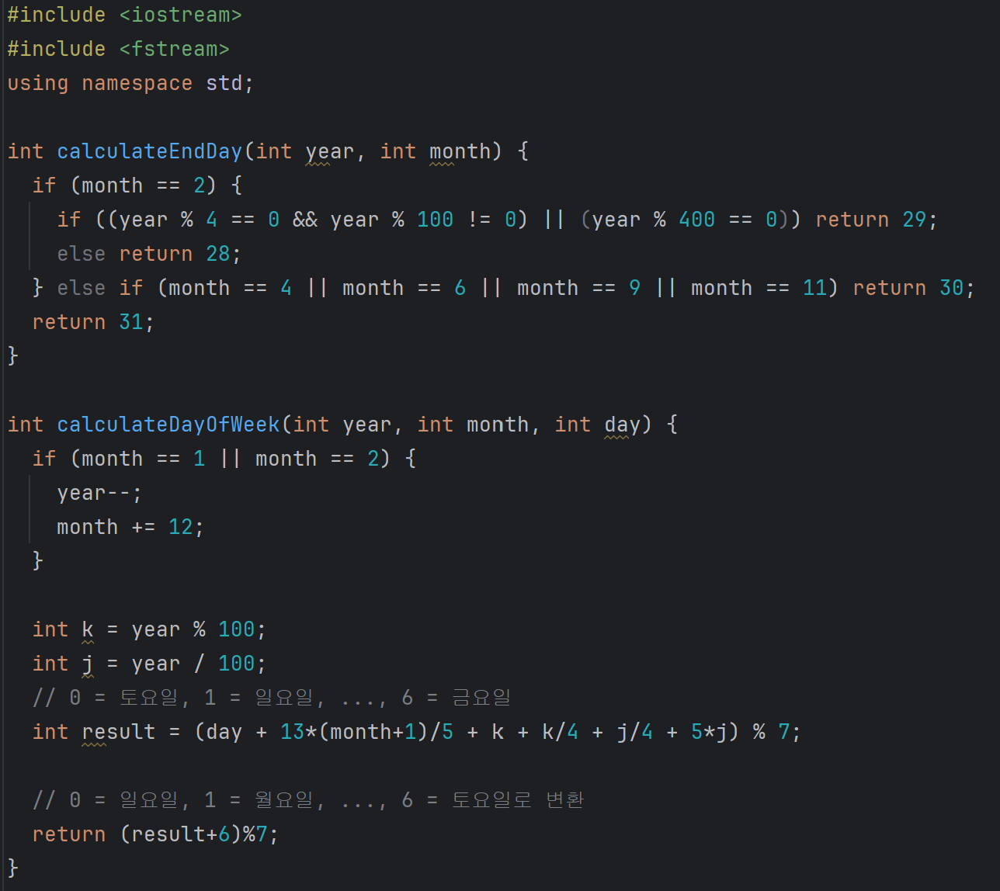 #include <iostream>
#include <fstream>
using namespace std;
int calculateEndDay(int year, int month) {
if (month == 2) {
if ((year % 4 == 0 && year % 100 != 0) || (year % 400 == 0)) return 29;
else return 28;
} else if (month == 4 || month == 6 || month == 9 || month == 11) return 30;
return 31;
}
int calculateDayOfWeek(int year, int month, int day) {
if (month == 1 || month == 2) {
year--;
month += 12;
}
int k = year % 100;
int j = year / 100;
// 0 = 토요일, 1 = 일요일, ..., 6 = 금요일
int result = (day + 13*(month+1)/5 + k + k/4 + j/4 + 5*j) % 7;
// 0 = 일요일, 1 = 월요일, ..., 6 = 토요일로 변환
return (result+6)%7;
}